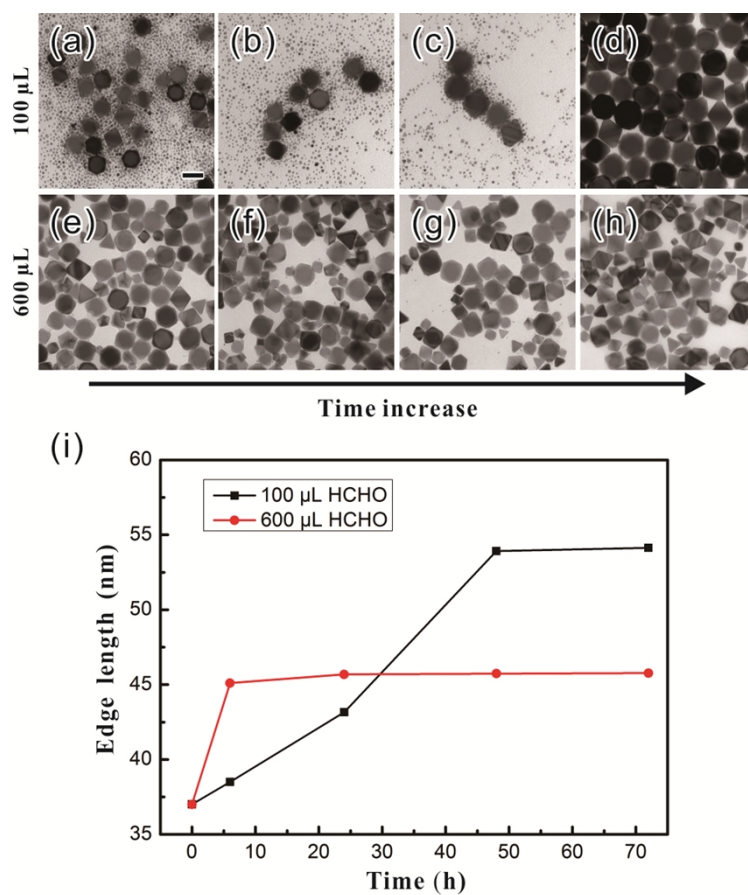 (a)
(b)
(c)
(d)
100 μL
(e)
(f)
(g)
(h)
600 μL
Time increase
(i)
60
55
50
45
40
35
Edge length (nm)
100 μL HCHO
600 μL HCHO
0
10
20
30
40
50
60
70
Time (h)